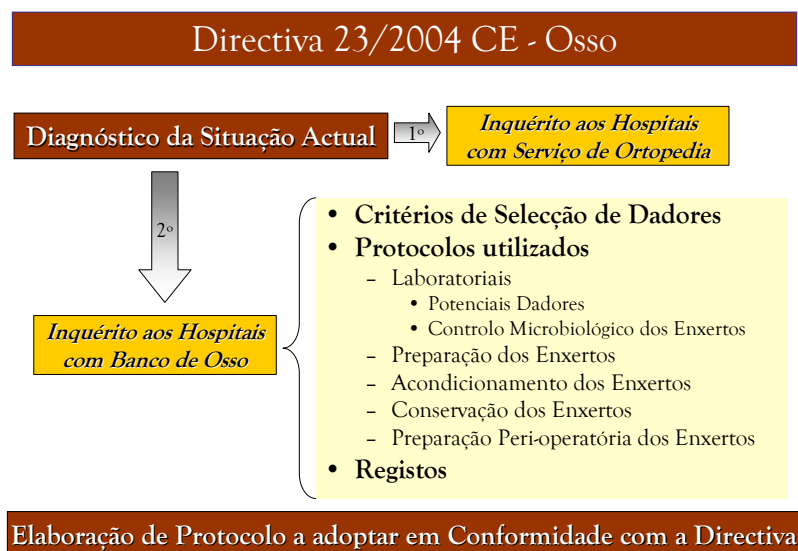 Directiva 23/2004 CE - Osso
Diagnóstico da Situação Actual
1º
Inquérito aos Hospitais
com Serviço de Ortopedia
2º
Inquérito aos Hospitais
com Banco de Osso
• Critérios de Selecção de Dadores
• Protocolos utilizados
– Laboratoriais
• Potenciais Dadores
• Controlo Microbiológico dos Enxertos
– Preparação dos Enxertos
– Acondicionamento dos Enxertos
– Conservação dos Enxertos
– Preparação Peri-operatória dos Enxertos
• Registos
Elaboração de Protocolo a adoptar em Conformidade com a Directiva